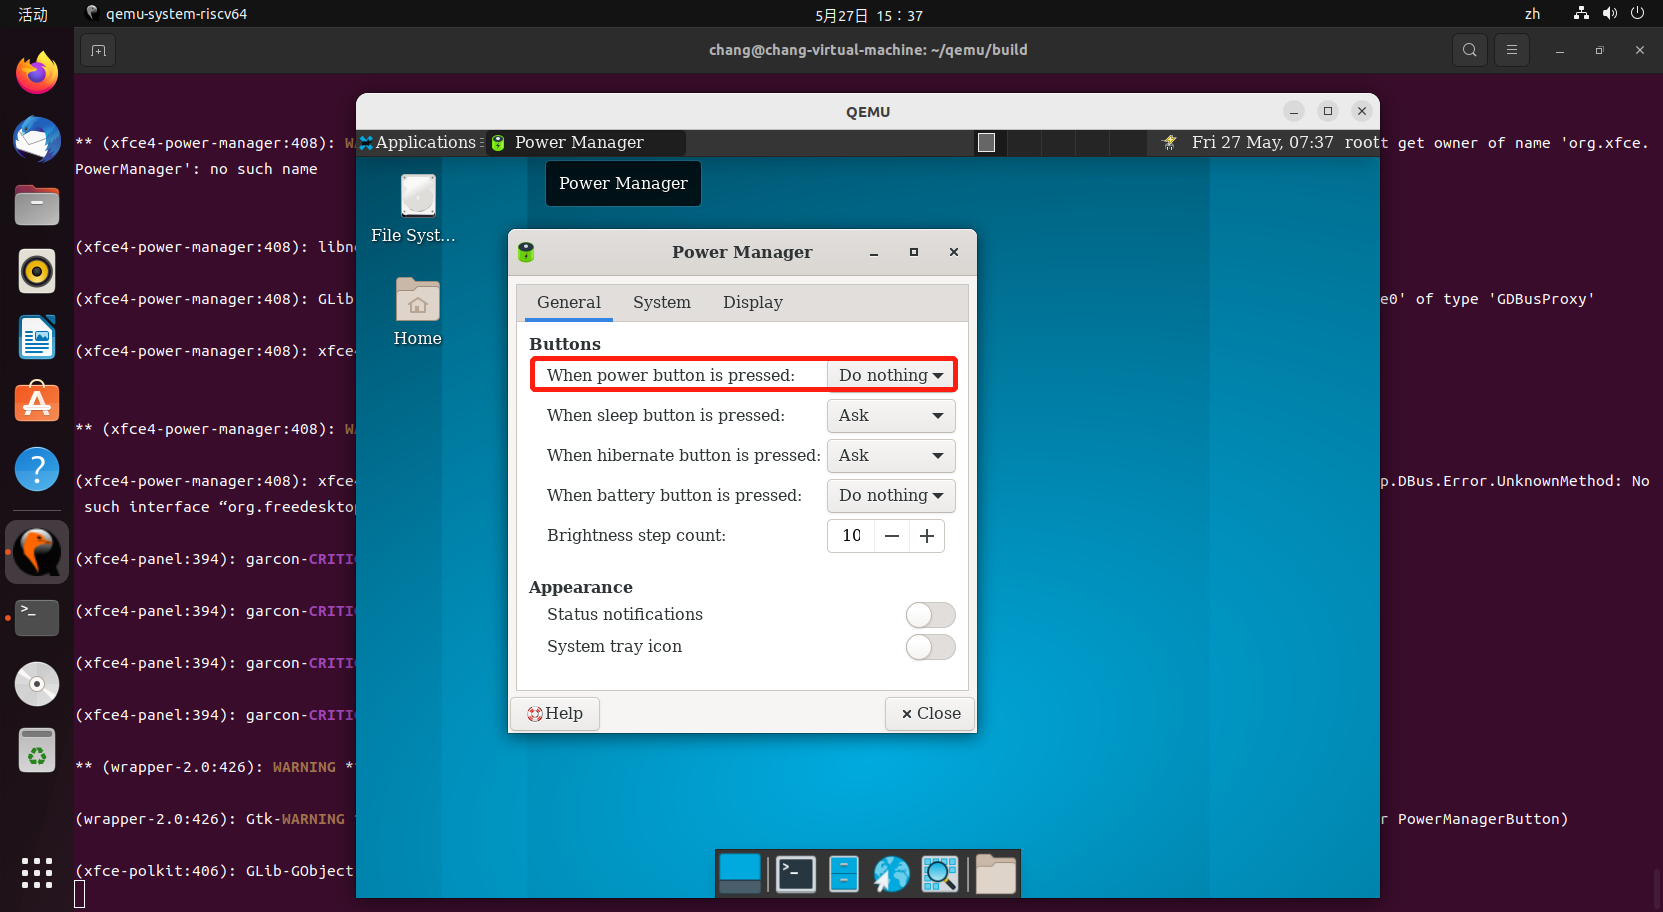 活动
qemu-system-riscv64
5月27日 15：37
zh
chang@chang-virtual-machine: ~/qemu/build
QEMU
Applications
Power Manager
Fri 27 May, 07:37
root
** (xfce4-power-manager:408):
t get owner of name 'org.xfce.
PowerManager': no such name
Power Manager
File Syst...
Home
(xfce4-power-manager:408):
(xfce4-power-manager:408): GLib
e0' of type 'GDBusProxy'
(xfce4-power-manager:408): xfce
** (xfce4-power-manager:408):
(xfce4-power-manager:408): xfce
p.DBus.Error.UnknownMethod: No
such interface “org.freedesktop
(xfce4-panel:394): garcon-CRITI
(xfce4-panel:394): garcon-CRITI
(xfce4-panel:394): garcon-CRITI
(xfce4-panel:394): garcon-CRITI
** (wrapper-2.0:426): WARNING *
(wrapper-2.0:426): Gtk-WARNING
r PowerManagerButton)
(xfce-polkit:406): GLib-GObject
Power Manager
General
System
Display
Buttons
When power button is pressed:
Do nothing
When sleep button is pressed:
Ask
When hibernate button is pressed:
Ask
When battery button is pressed:
Do nothing
Brightness step count:
10
Appearance
Status notifications
System tray icon
Help
Close